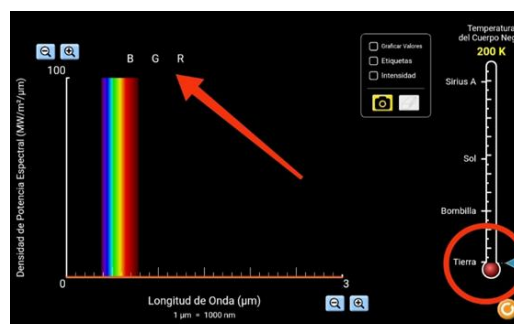 Temperatura
del Cuerpo Neg
200 K
B G R
100
Graficar Valores
Etiquetas
Intensidad
Sirius A
Sol
Bombilla
Tierra
Densidad de Potencia Espectral (MW/m²/μm)
0
3
Longitud de Onda (μm)
1 μm = 1000 nm